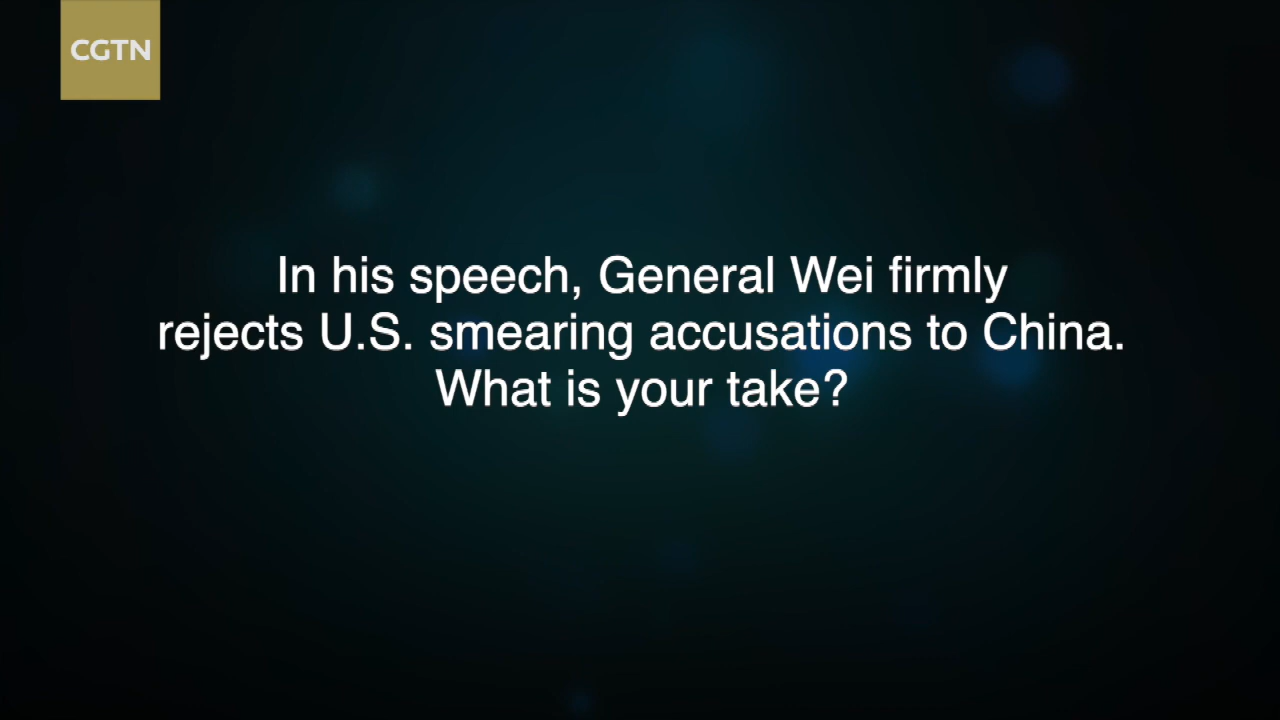 CGTN
In his speech, General Wei firmly
rejects U.S. smearing accusations to China.
What is your take?